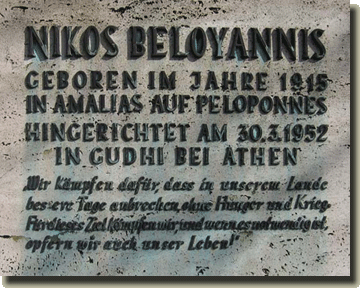 NIKOS BELOYANNIS
GEBOREN IM JAHRE 1915
IN AMALIAS AUF PELOPONNES
HINGERICHTET AM 30.3.1952
IN GUDHI BEI ATHEN
„Wir kämpfen dafür, dass in unserem Lande
bessere Tage anbrechen, ohne Hunger und Krieg.
Für dieses Ziel kämpfen wir, und wenn es notwendig ist,
opfern wir auch unser Leben!"